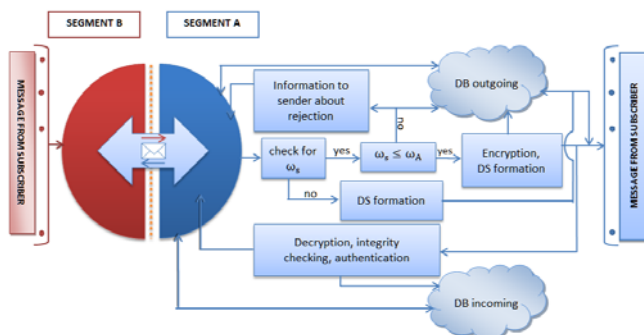 SEGMENT B
SEGMENT A
MESSAGE FROM SUBSCRIBER
Information to
sender about
rejection
DB outgoing
no
check for
ωs
yes
ωs ≤ ωA
yes
Encryption,
DS formation
no
DS formation
Decryption, integrity
checking, authentication
DB incoming
MESSAGE FROM SUBSCRIBER